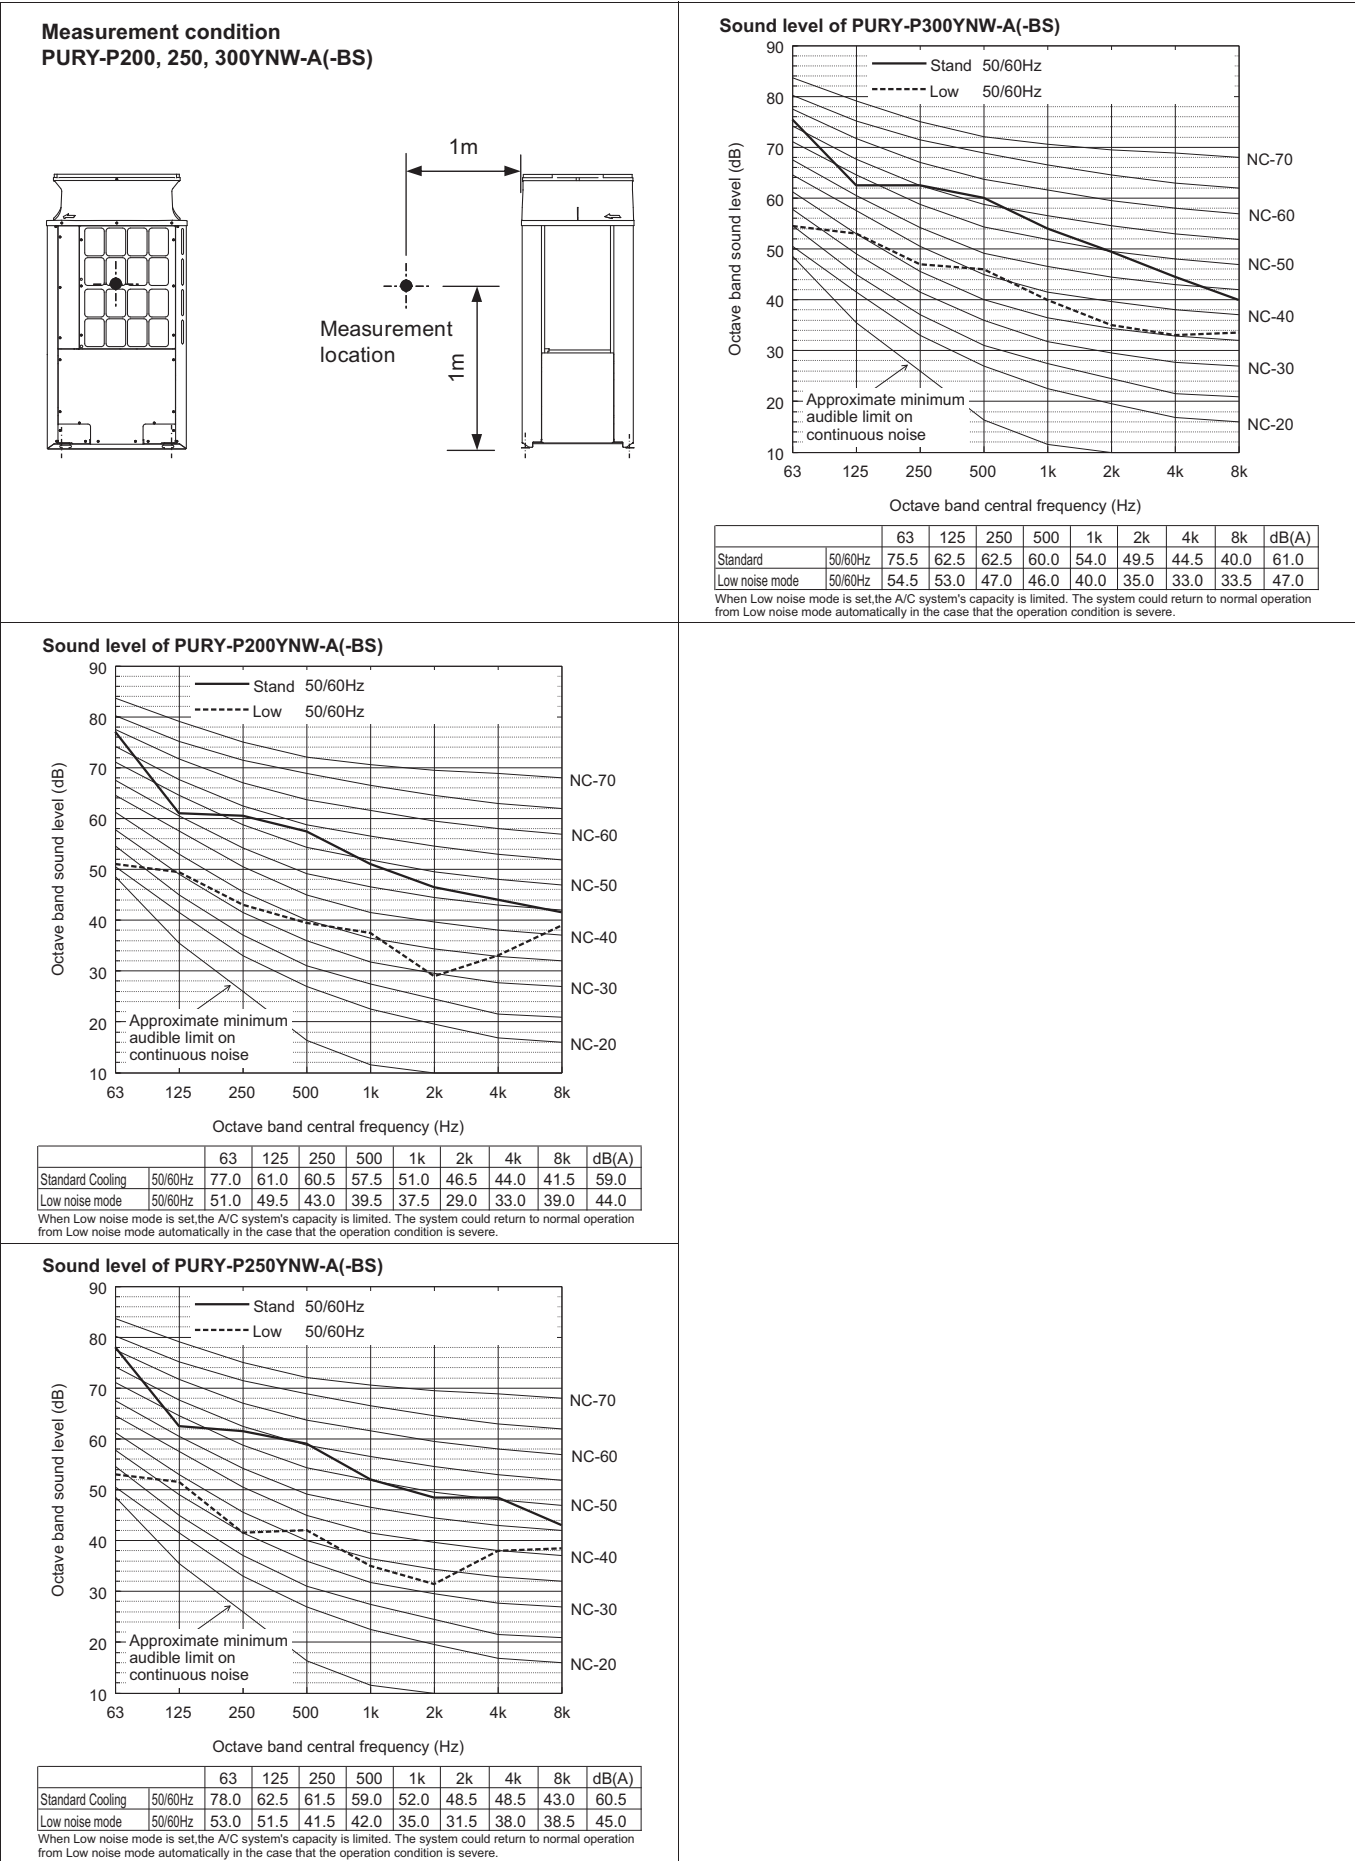 Measurement condition
PURY-P200, 250, 300YNW-A(-BS)
1m
Measurement
location
1m
Sound level of PURY-P300YNW-A(-BS)
Stand 50/60Hz
Low 50/60Hz
Octave band sound level (dB)
90
80
70
60
50
40
30
20
10
NC-70
NC-60
NC-50
NC-40
NC-30
NC-20
Approximate minimum
audible limit on
continuous noise
63 125 250 500 1k 2k 4k 8k
Octave band central frequency (Hz)
63 125 250 500 1k 2k 4k 8k dB(A)
Standard 50/60Hz 75.5 62.5 62.5 60.0 54.0 49.5 44.5 40.0 61.0
Low noise mode 50/60Hz 54.5 53.0 47.0 46.0 40.0 35.0 33.0 33.5 47.0
When Low noise mode is set,the A/C system's capacity is limited. The system could return to normal operation
from Low noise mode automatically in the case that the operation condition is severe.
Sound level of PURY-P200YNW-A(-BS)
Stand 50/60Hz
Low 50/60Hz
Octave band sound level (dB)
90
80
70
60
50
40
30
20
10
NC-70
NC-60
NC-50
NC-40
NC-30
NC-20
Approximate minimum
audible limit on
continuous noise
63 125 250 500 1k 2k 4k 8k
Octave band central frequency (Hz)
63 125 250 500 1k 2k 4k 8k dB(A)
Standard Cooling 50/60Hz 77.0 61.0 60.5 57.5 51.0 46.5 44.0 41.5 59.0
Low noise mode 50/60Hz 51.0 49.5 43.0 39.5 37.5 29.0 33.0 39.0 44.0
When Low noise mode is set,the A/C system's capacity is limited. The system could return to normal operation
from Low noise mode automatically in the case that the operation condition is severe.
Sound level of PURY-P250YNW-A(-BS)
Stand 50/60Hz
Low 50/60Hz
Octave band sound level (dB)
90
80
70
60
50
40
30
20
10
NC-70
NC-60
NC-50
NC-40
NC-30
NC-20
Approximate minimum
audible limit on
continuous noise
63 125 250 500 1k 2k 4k 8k
Octave band central frequency (Hz)
63 125 250 500 1k 2k 4k 8k dB(A)
Standard Cooling 50/60Hz 78.0 62.5 61.5 59.0 52.0 48.5 48.5 43.0 60.5
Low noise mode 50/60Hz 53.0 51.5 41.5 42.0 35.0 31.5 38.0 38.5 45.0
When Low noise mode is set,the A/C system's capacity is limited. The system could return to normal operation
from Low noise mode automatically in the case that the operation condition is severe.